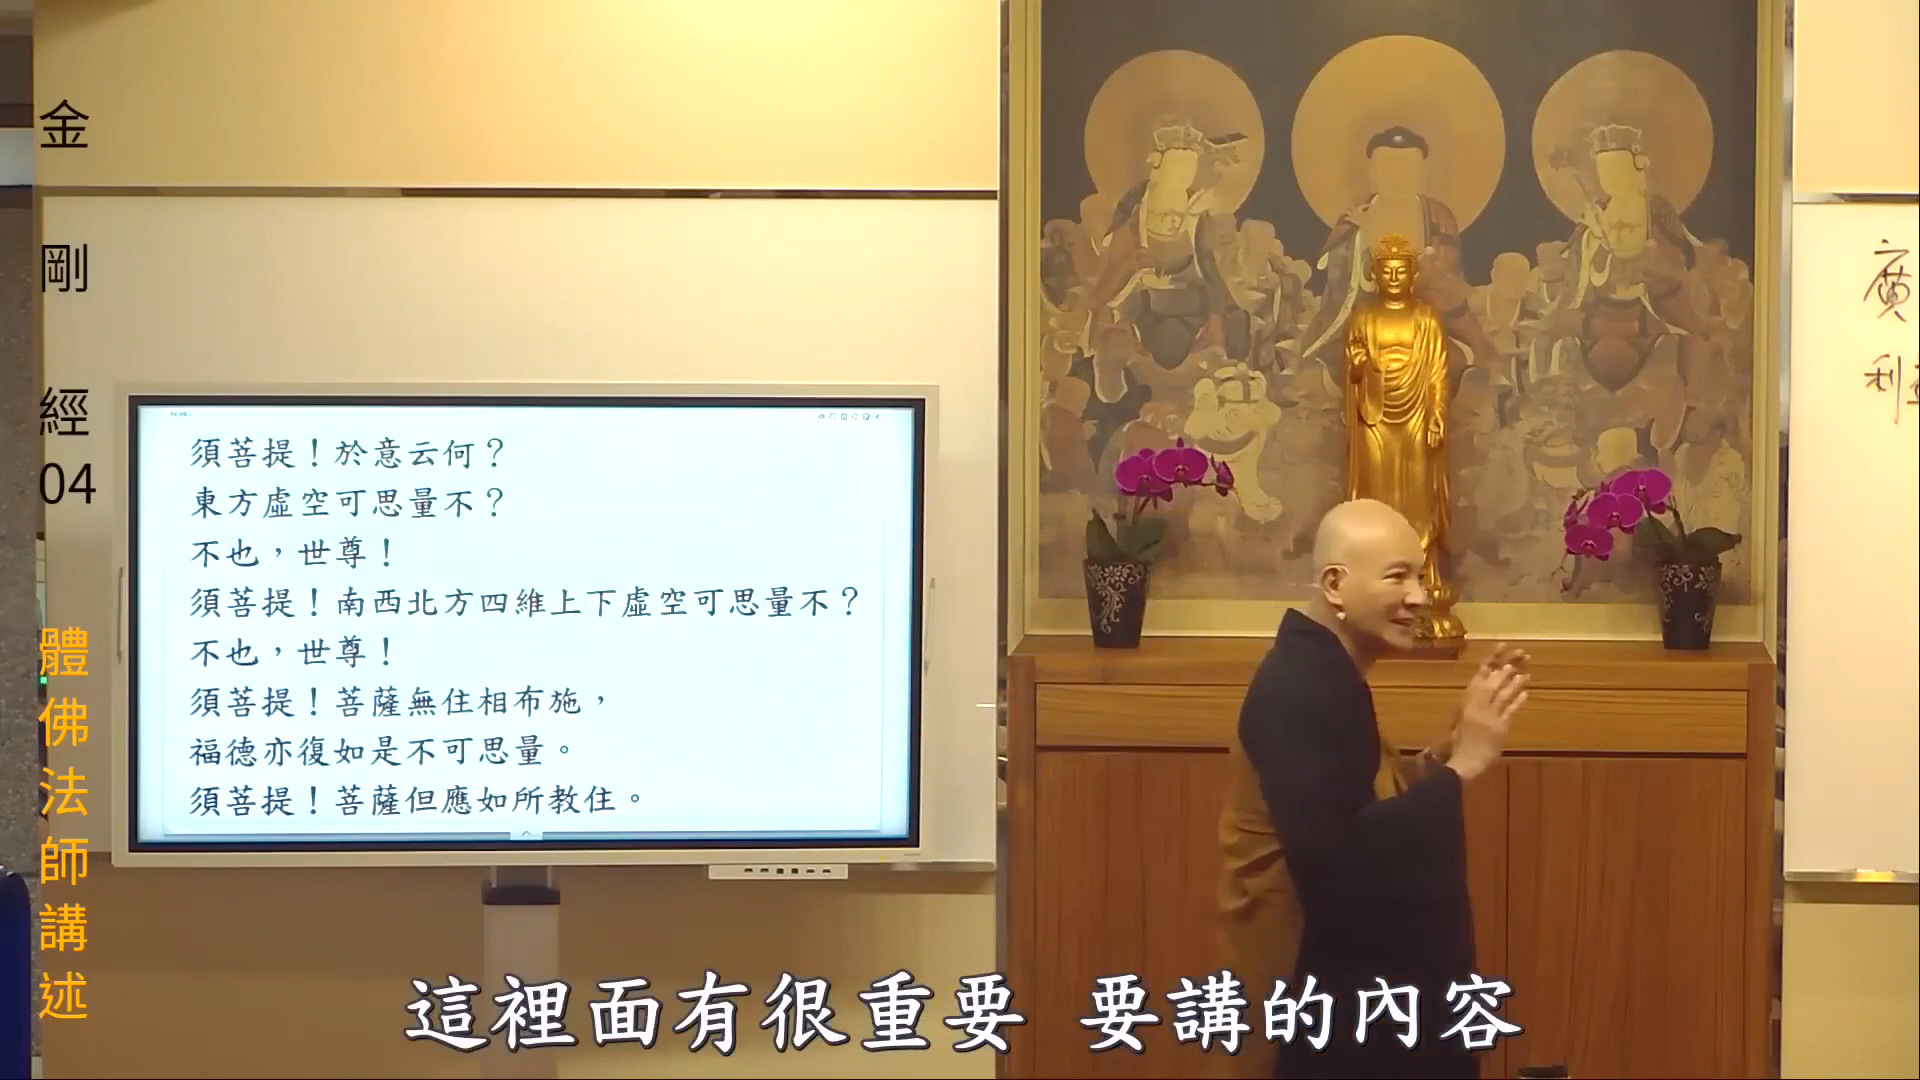 金剛經04
體佛法師講述
須菩提！於意云何？
東方虛空可思量不？
不也，世尊！
須菩提！南西北方四維上下虛空可思量不？
不也，世尊！
須菩提！菩薩無住相布施，
福德亦復如是不可思量。
須菩提！菩薩但應如所教住。
廣
利
這裡面有很重要 要講的內容